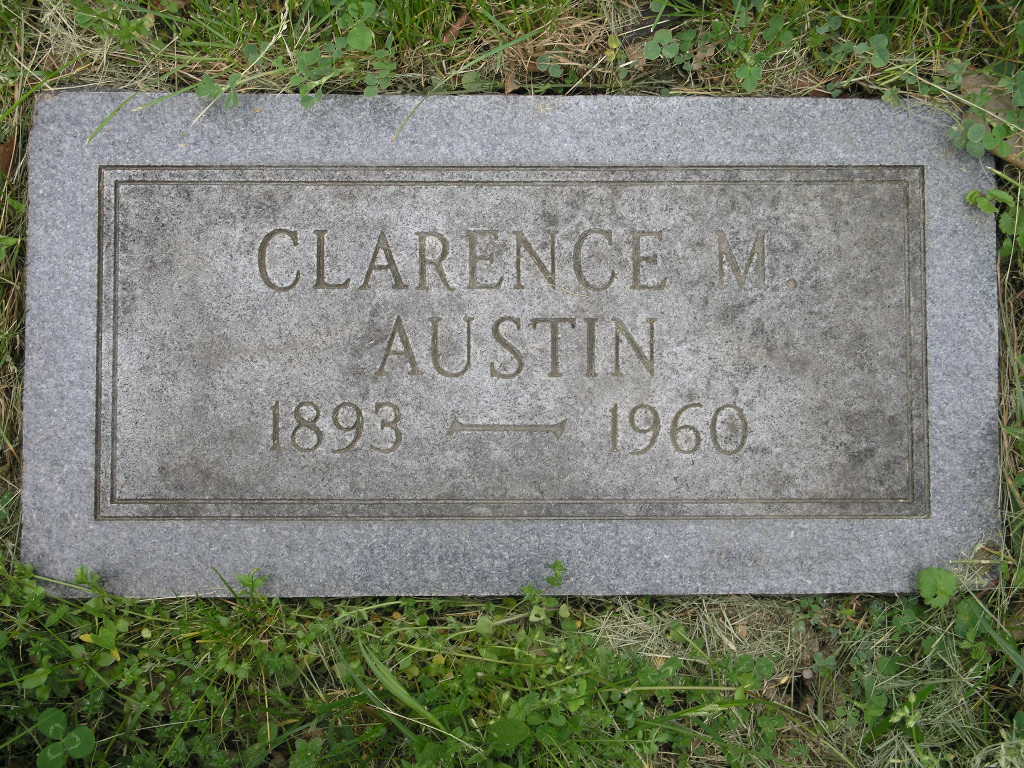 CLARENCE M.
AUSTIN
1893 — 1960